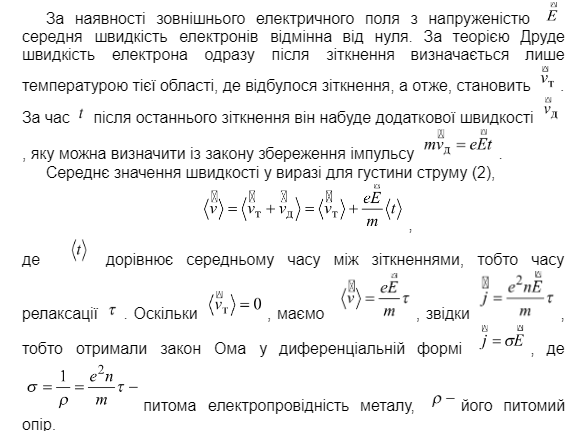 За наявності зовнішнього електричного поля з напруженістю $\vec{E}$
середня швидкість електронів відмінна від нуля. За теорією Друде
швидкість електрона одразу після зіткнення визначається лише
температурою тієї області, де відбулося зіткнення, а отже, становить $\vec{v}_{\text{т}}$ .
За час $t$ після останнього зіткнення він набуде додаткової швидкості $\vec{v}_{\text{д}}$
, яку можна визначити із закону збереження імпульсу $m\vec{v}_{\text{д}} = e\vec{E}t$ .
Середнє значення швидкості у виразі для густини струму (2),
$\langle \vec{v} \rangle = \langle \vec{v}_{\text{т}} + \vec{v}_{\text{д}} \rangle = \langle \vec{v}_{\text{т}} \rangle + \frac{e\vec{E}}{m} \langle t \rangle$ ,
де $\langle t \rangle$ дорівнює середньому часу між зіткненнями, тобто часу
релаксації $\tau$ . Оскільки $\langle \vec{v}_{\text{т}} \rangle = 0$ , маємо $\langle \vec{v} \rangle = \frac{e\vec{E}}{m} \tau$ , звідки $\vec{j} = \frac{e^2 n\vec{E}}{m} \tau$ ,
тобто отримали закон Ома у диференціальній формі $\vec{j} = \sigma\vec{E}$ , де
$\sigma = \frac{1}{\rho} = \frac{e^2 n}{m} \tau -$ питома електропровідність металу, $\rho -$ його питомий
опір.